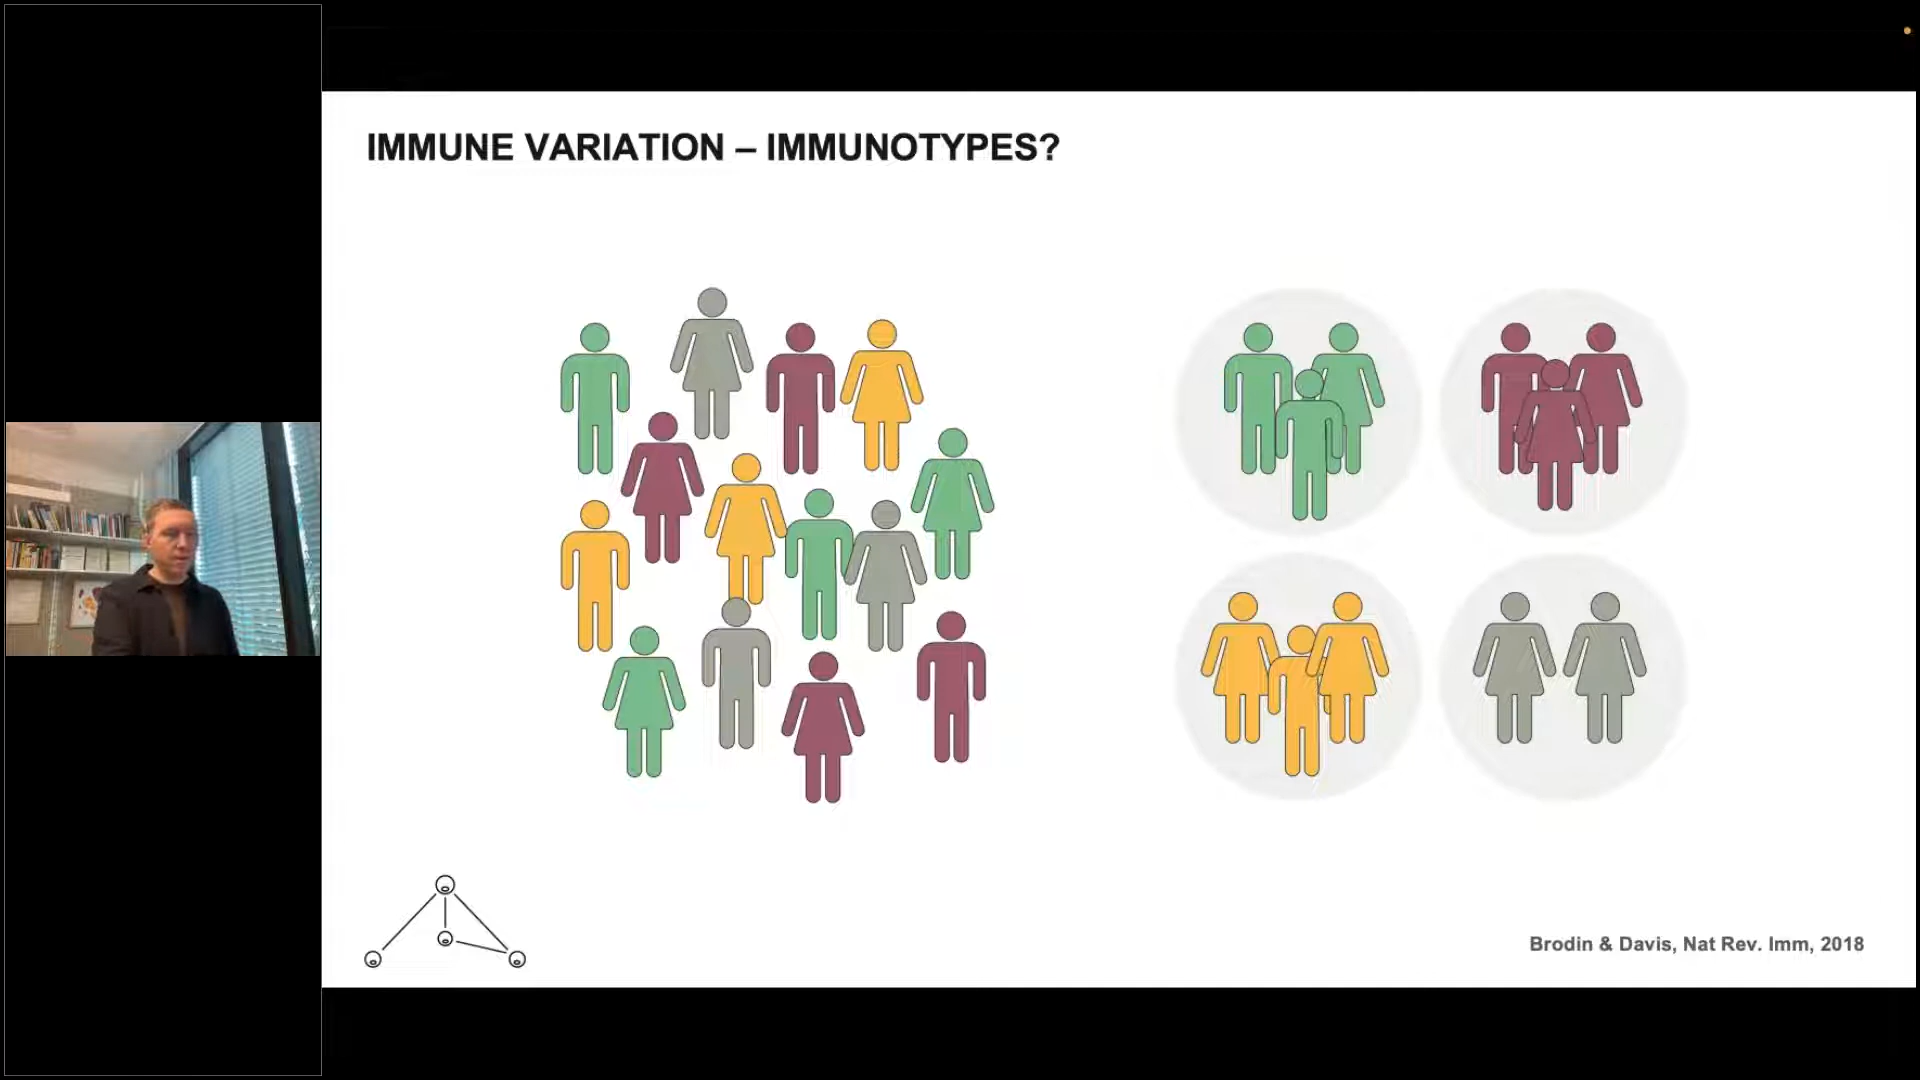 IMMUNE VARIATION – IMMUNOTYPES?
Brodin & Davis, Nat Rev. Imm, 2018